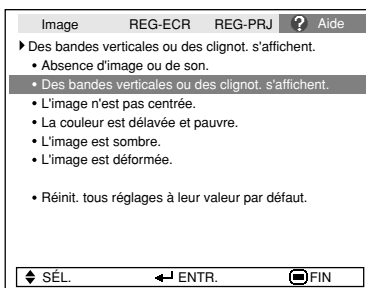 Image REG-ECR REG-PRJ ? Aide
Des bandes verticales ou des clignot. s'affichent.
• Absence d'image ou de son.
• Des bandes verticales ou des clignot. s'affichent.
• L'image n'est pas centrée.
• La couleur est délavée et pauvre.
• L'image est sombre.
• L'image est déformée.
• Réinit. tous réglages à leur valeur par défaut.
SÉL. ENTR. FIN